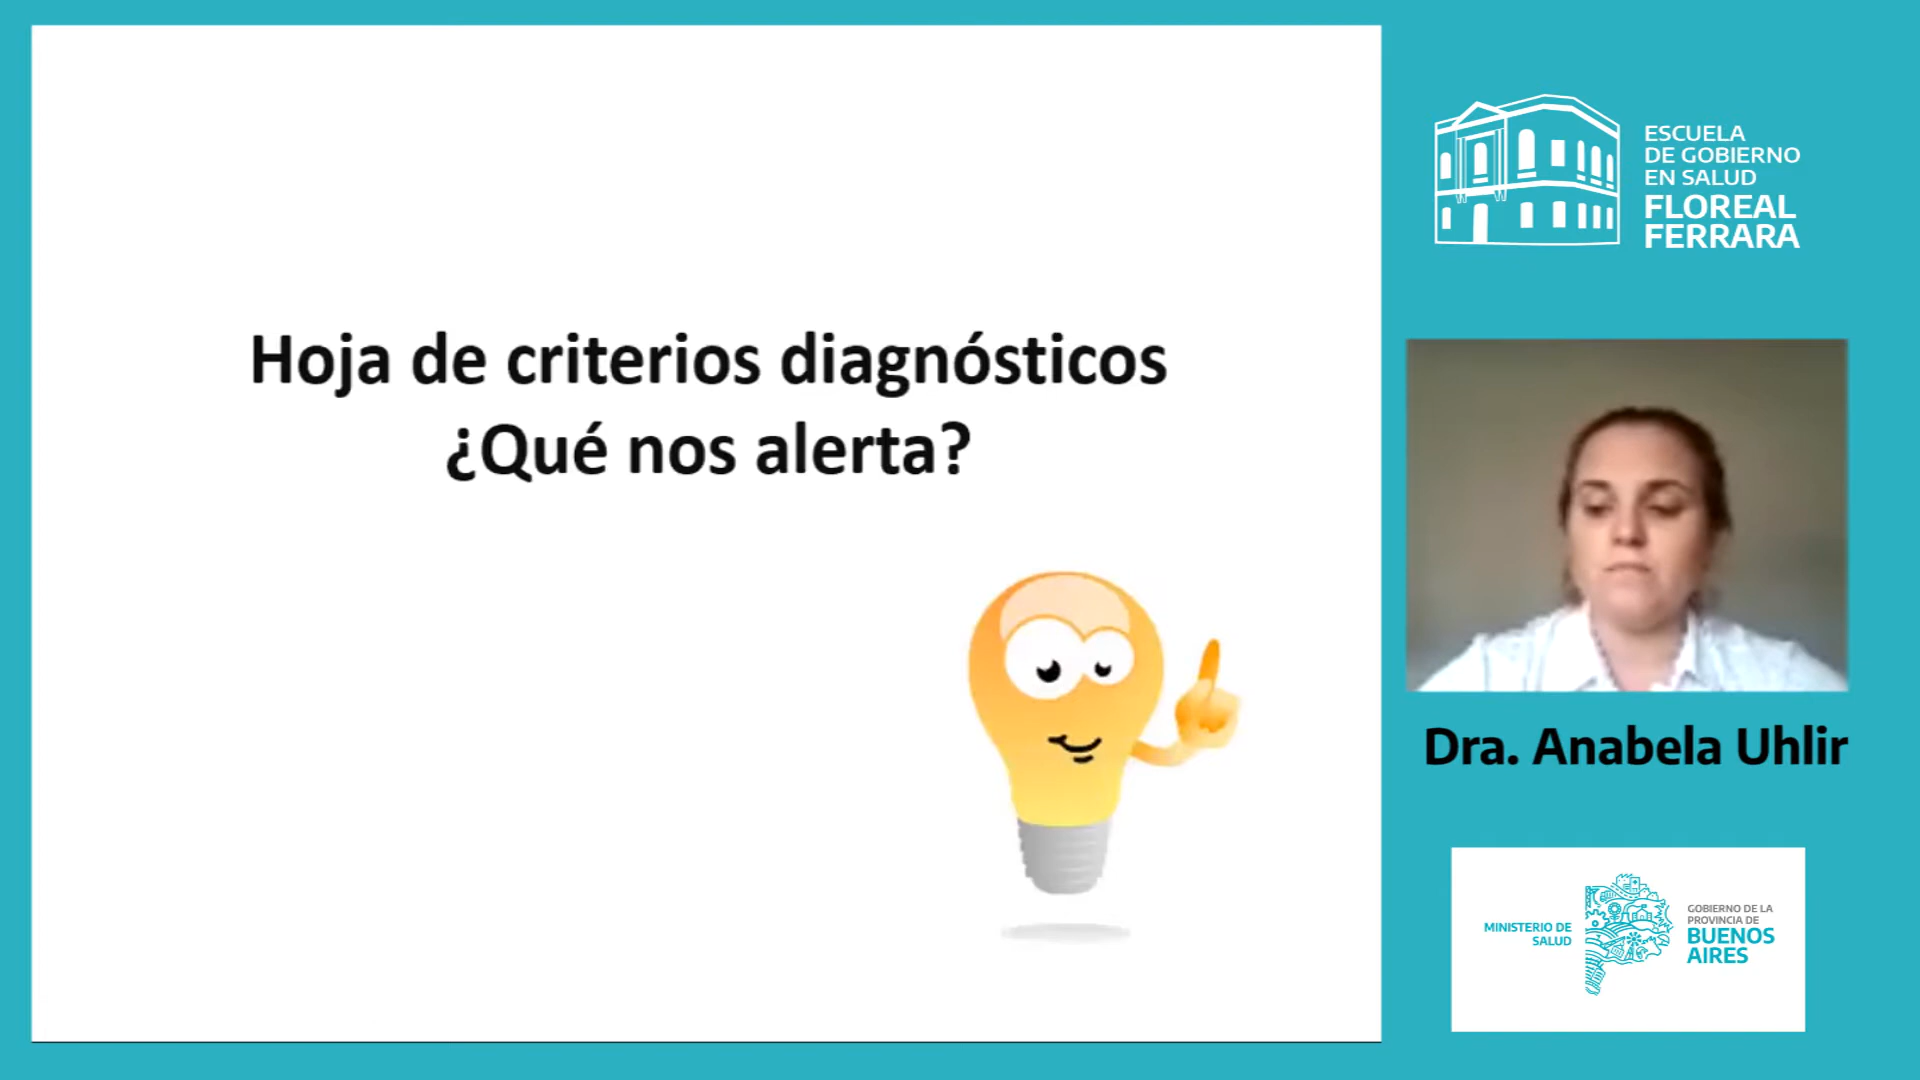 Hoja de criterios diagnósticos
¿Qué nos alerta?
ESCUELA
DE GOBIERNO
EN SALUD
FLOREAL
FERRARA
Dra. Anabela Uhlir
MINISTERIO DE
SALUD
GOBIERNO DE LA
PROVINCIA DE
BUENOS
AIRES